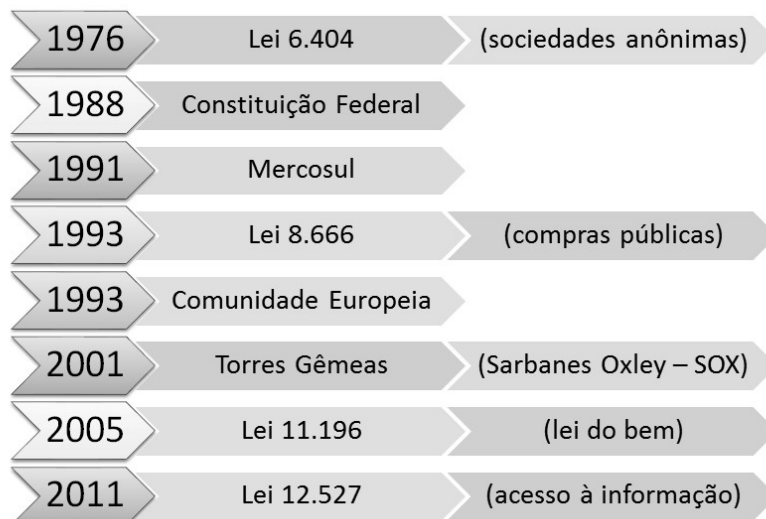 1976 Lei 6.404 (sociedades anônimas)
1988 Constituição Federal
1991 Mercosul
1993 Lei 8.666 (compras públicas)
1993 Comunidade Europeia
2001 Torres Gêmeas (Sarbanes Oxley – SOX)
2005 Lei 11.196 (lei do bem)
2011 Lei 12.527 (acesso à informação)